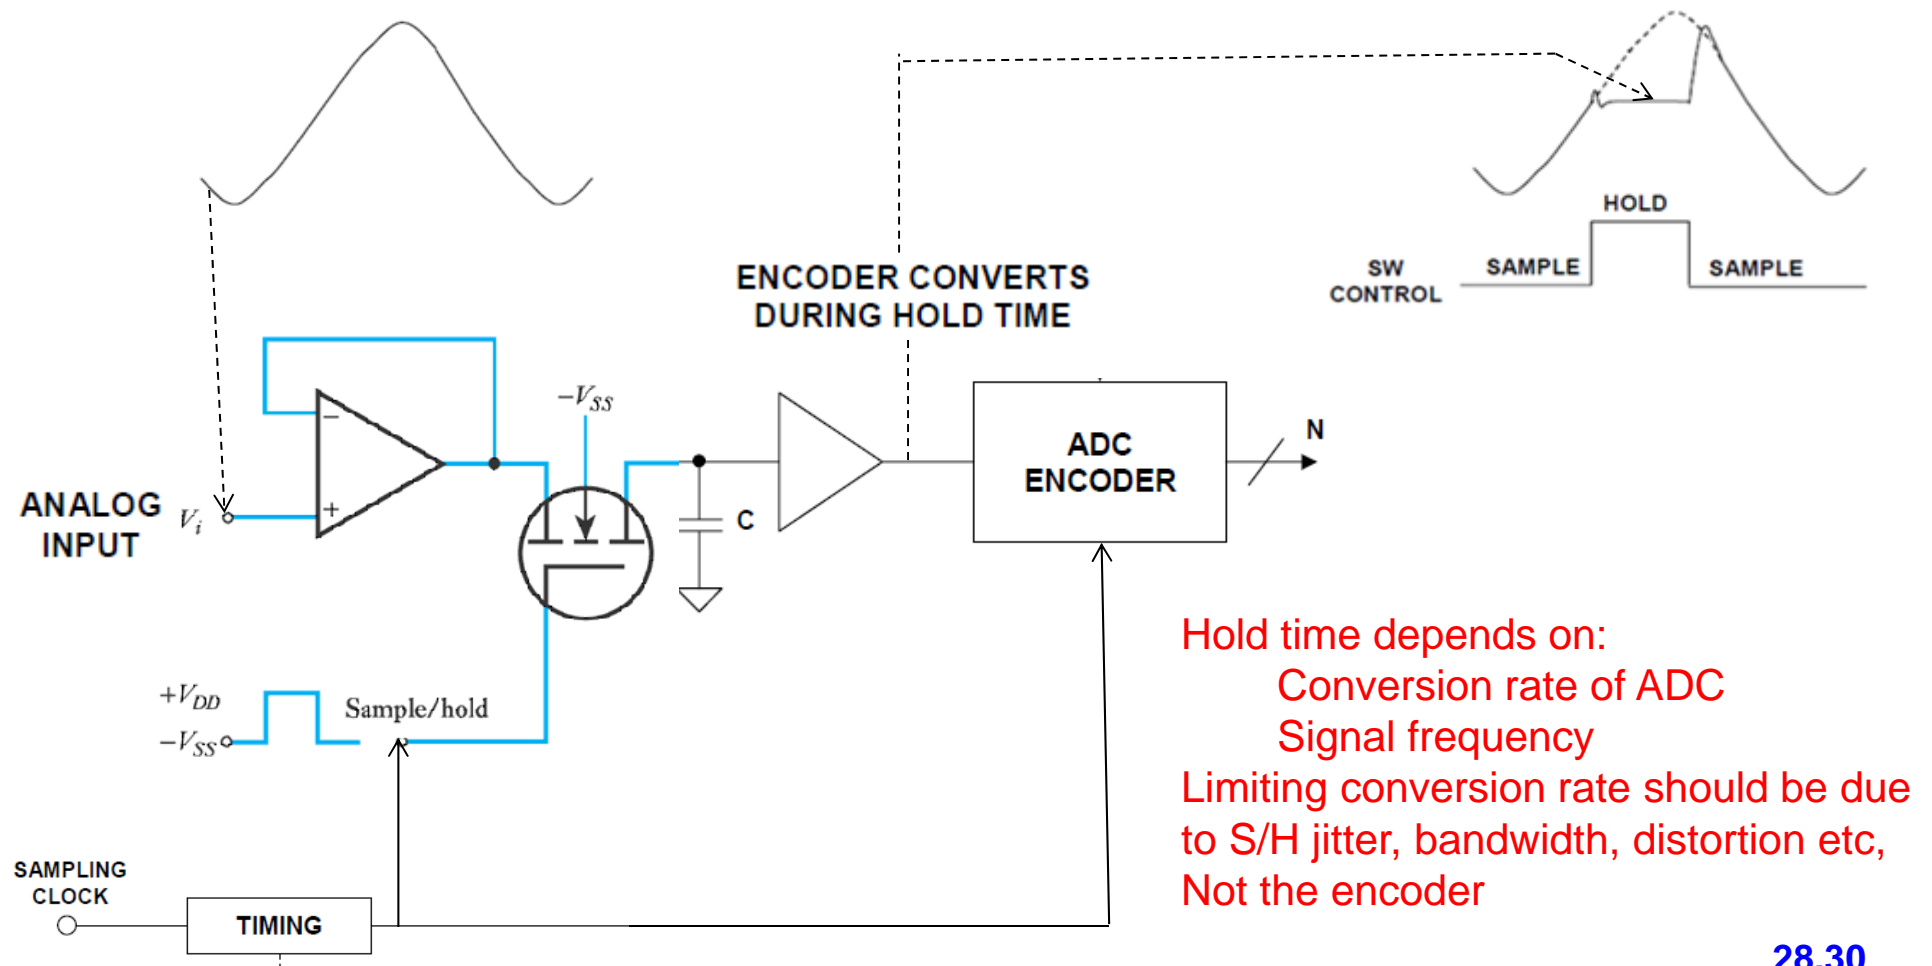 HOLD
SW CONTROL
SAMPLE
SAMPLE
ENCODER CONVERTS
DURING HOLD TIME
−VSS
−
+
ANALOG
INPUT
Vi
C
ADC
ENCODER
N
+VDD
−VSS
Sample/hold
Hold time depends on:
Conversion rate of ADC
Signal frequency
Limiting conversion rate should be due
to S/H jitter, bandwidth, distortion etc,
Not the encoder
SAMPLING
CLOCK
TIMING
28.30